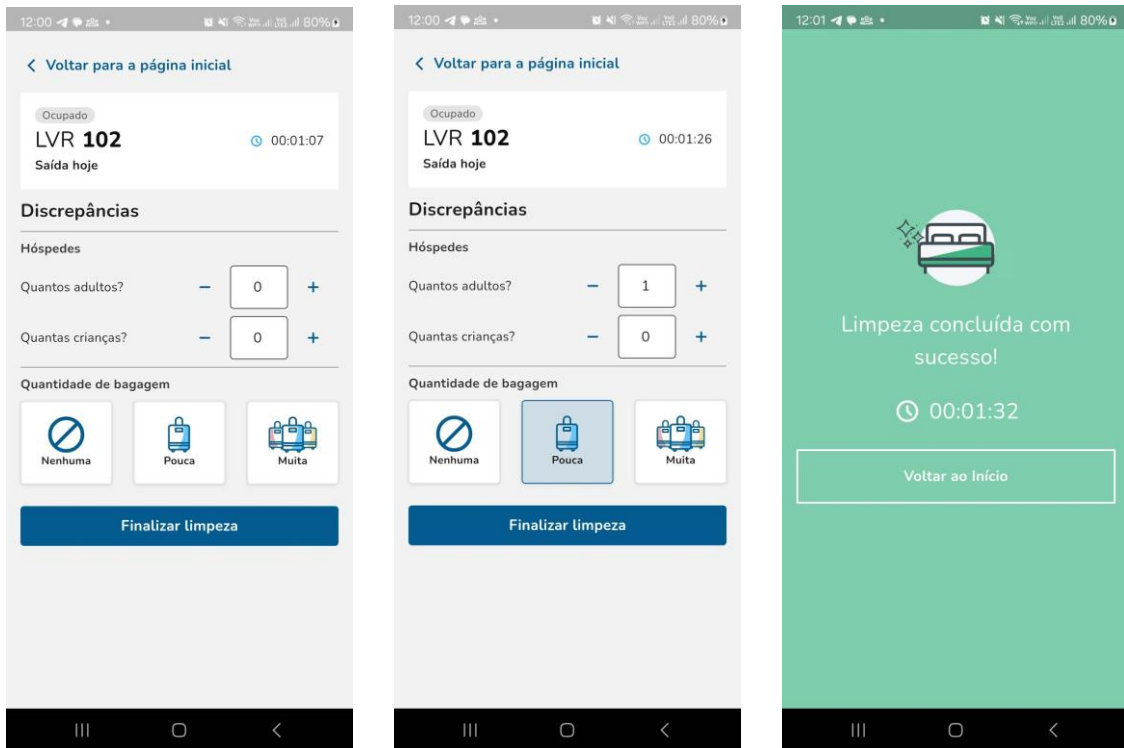 12:00
80%
Voltar para a página inicial
Ocupado
LVR 102
00:01:07
Saída hoje
Discrepâncias
Hóspedes
Quantos adultos?
− 0 +
Quantas crianças?
− 0 +
Quantidade de bagagem
Nenhuma
Pouca
Muita
Finalizar limpeza
12:00
80%
Voltar para a página inicial
Ocupado
LVR 102
00:01:26
Saída hoje
Discrepâncias
Hóspedes
Quantos adultos?
− 1 +
Quantas crianças?
− 0 +
Quantidade de bagagem
Nenhuma
Pouca
Muita
Finalizar limpeza
12:01
80%
Limpeza concluída com
sucesso!
00:01:32
Voltar ao Início